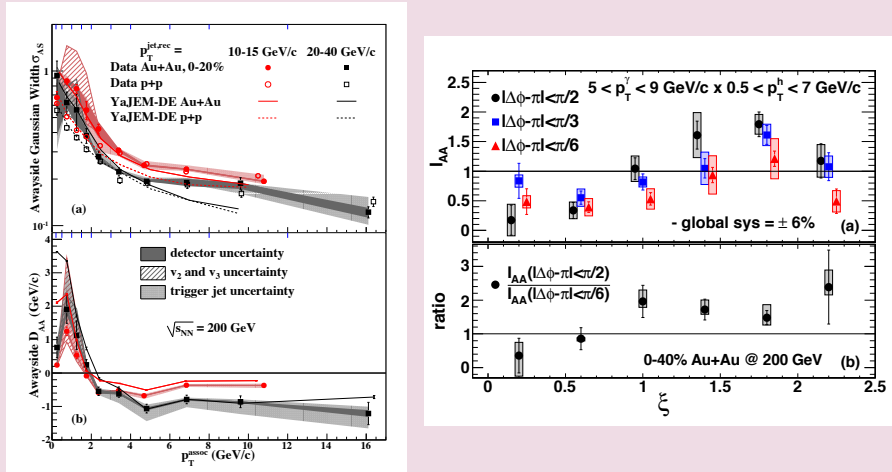 p_T^{jet,rec} = 10-15 GeV/c 20-40 GeV/c
Data Au+Au, 0-20%
Data p+p
YaJEM-DE Au+Au
YaJEM-DE p+p
Awayside Gaussian Width σ_AS
1
10^{-1}
(a)
4
3
2
1
0
-1
-2
Awayside D_AA (GeV/c)
detector uncertainty
v_2 and v_3 uncertainty
trigger jet uncertainty
√s_NN = 200 GeV
(b)
0 2 4 6 8 10 12 14 16
p_T^{assoc} (GeV/c)
5 < p_T^γ < 9 GeV/c x 0.5 < p_T^h < 7 GeV/c
|Δϕ-π|<π/2
|Δϕ-π|<π/3
|Δϕ-π|<π/6
I_AA
2.5
2
1.5
1
0.5
0
- global sys = ± 6%
(a)
ratio
4
3
2
1
0
I_AA(|Δϕ-π|<π/2)
I_AA(|Δϕ-π|<π/6)
0-40% Au+Au @ 200 GeV
(b)
0 0.5 1 1.5 2 2.5
ξ